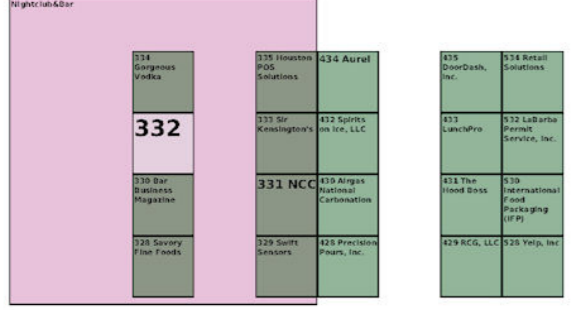 Nightclub&Bar
334
Gorgeous
Vodka
335 Houston
POS
Solutions
434 Aurel
435
DoorDash,
Inc.
534 Retail
Solutions
332
333 Sir
Kensington's
432 Spirits
on Ice, LLC
433
LunchPro
532 LaBarba
Permit
Service, Inc.
330 Bar
Business
Magazine
331 NCC
430 Airgas
National
Carbonation
431 The
Hood Boss
530
International
Food
Packaging
(IFP)
328 Savory
Fine Foods
329 Swift
Sensors
428 Precision
Pours, Inc.
429 RCG, LLC
528 Yelp, Inc